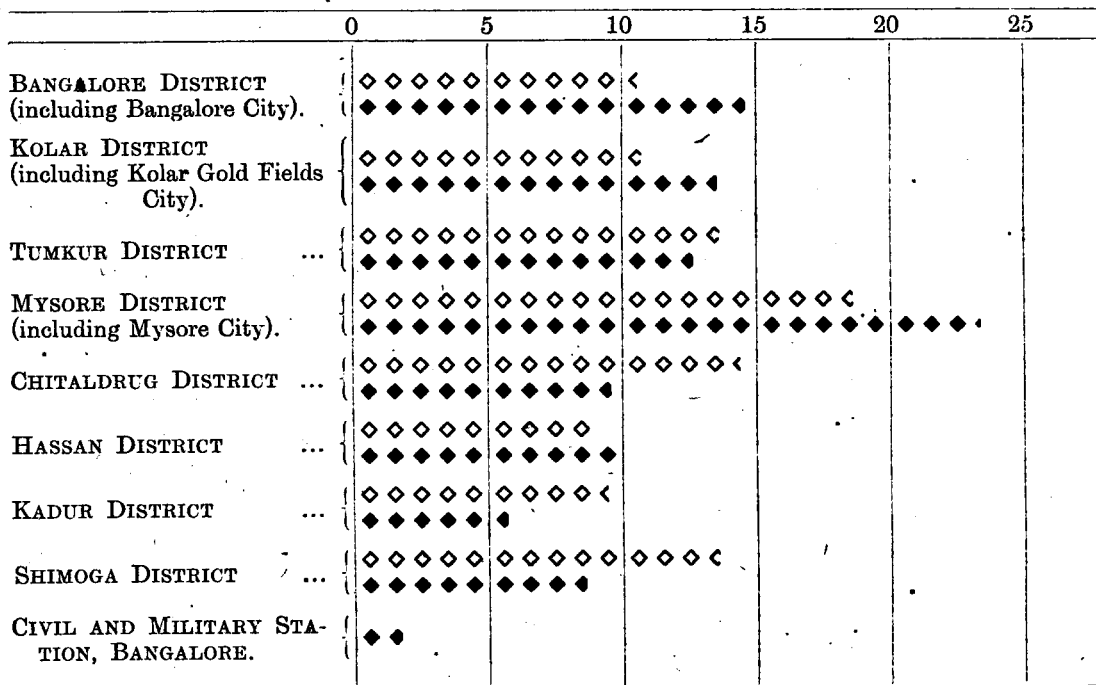 0 5 10 15 20 25
BANGALORE DISTRICT
(including Bangalore City).
KOLAR DISTRICT
(including Kolar Gold Fields
City).
TUMKUR DISTRICT ...
MYSORE DISTRICT
(including Mysore City).
CHITALDRUG DISTRICT ...
HASSAN DISTRICT ...
KADUR DISTRICT ...
SHIMOGA DISTRICT ...
CIVIL AND MILITARY STA-
TION, BANGALORE.